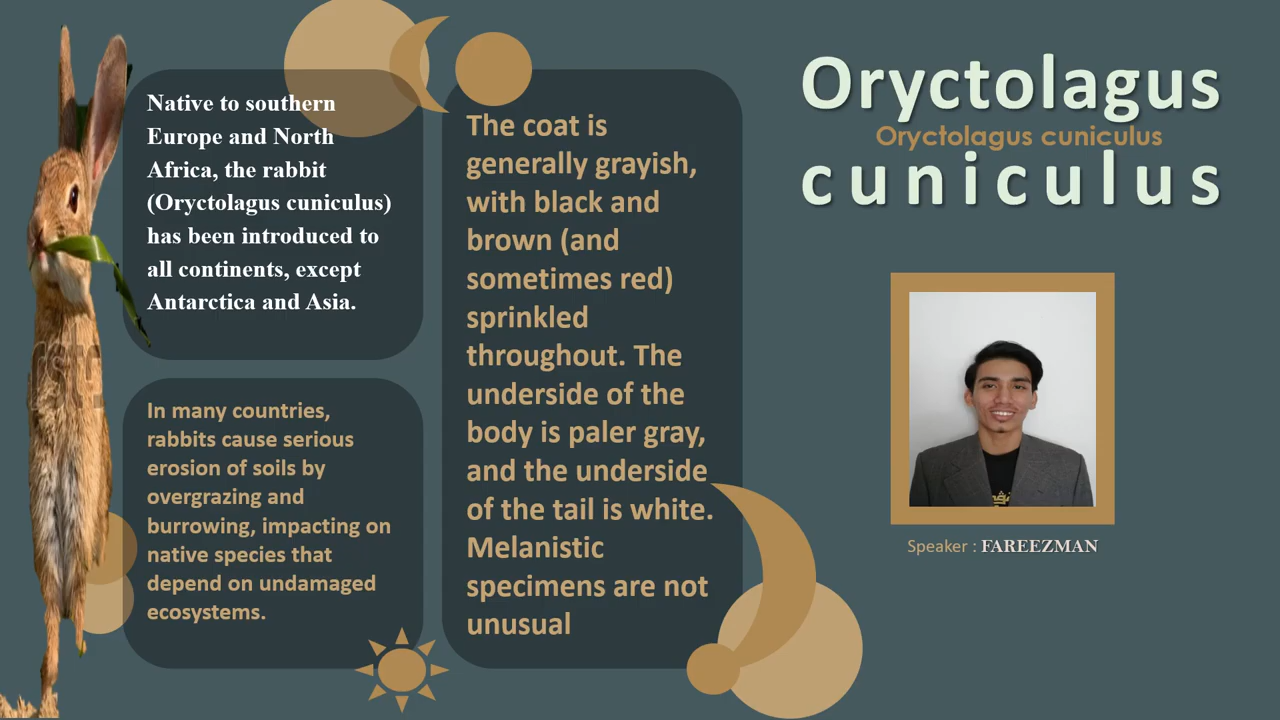 Native to southern
Europe and North
Africa, the rabbit
(Oryctolagus cuniculus)
has been introduced to
all continents, except
Antarctica and Asia.
In many countries,
rabbits cause serious
erosion of soils by
overgrazing and
burrowing, impacting on
native species that
depend on undamaged
ecosystems.
The coat is
generally grayish,
with black and
brown (and
sometimes red)
sprinkled
throughout. The
underside of the
body is paler gray,
and the underside
of the tail is white.
Melanistic
specimens are not
unusual
Oryctolagus
Oryctolagus cuniculus
cuniculus
Speaker : FAREEZMAN